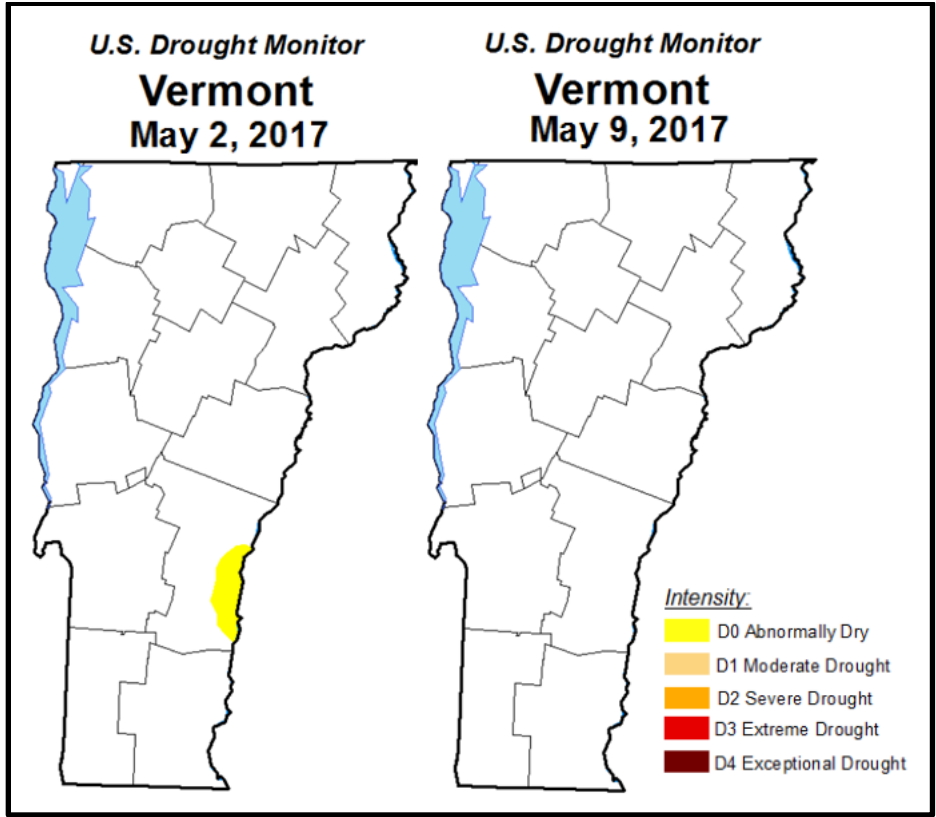 U.S. Drought Monitor
Vermont
May 2, 2017
U.S. Drought Monitor
Vermont
May 9, 2017
Intensity:
D0 Abnormally Dry
D1 Moderate Drought
D2 Severe Drought
D3 Extreme Drought
D4 Exceptional Drought